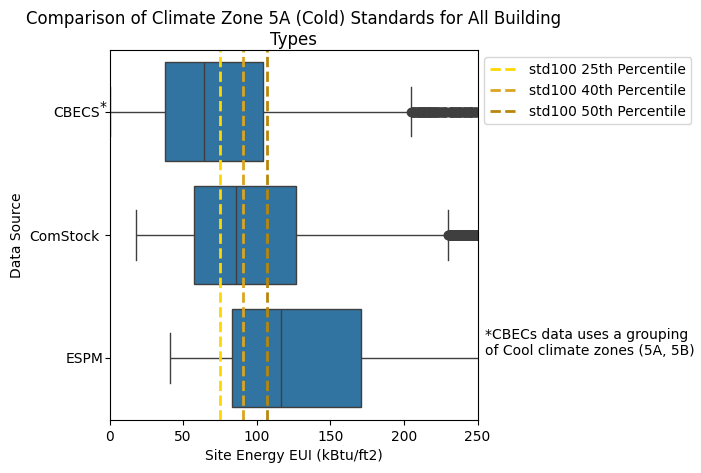 Comparison of Climate Zone 5A (Cold) Standards for All Building
Types
std100 25th Percentile
std100 40th Percentile
std100 50th Percentile
Data Source
CBECS*
ComStock
ESPM
*CBECs data uses a grouping
of Cool climate zones (5A, 5B)
0 50 100 150 200 250
Site Energy EUI (kBtu/ft2)